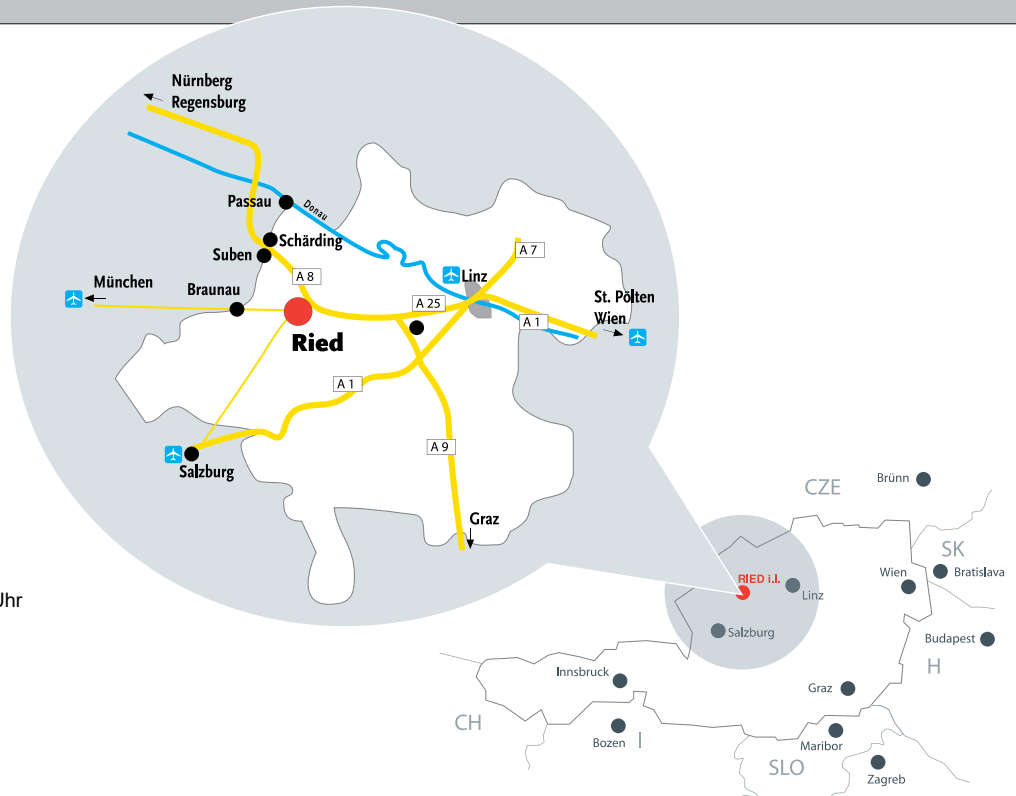 Nürnberg
Regensburg
Passau
Donau
Schärding
Suben
A 7
A 8
Linz
München
Braunau
A 25
St. Pölten
Wien
A 1
Ried
A 1
A 9
Salzburg
Graz
Uhr
CZE
Brünn
SK
RIED i.I.
Wien
Bratislava
Linz
Salzburg
Budapest
H
Innsbruck
Graz
CH
Bozen
I
Maribor
SLO
Zagreb